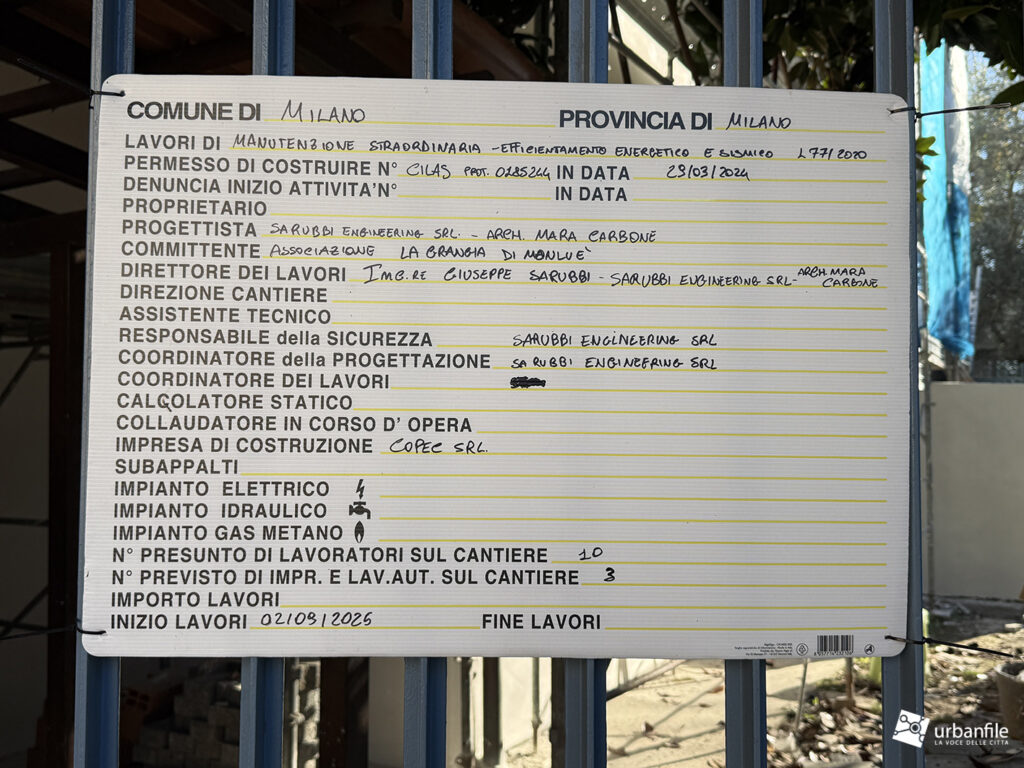 COMUNE DI MILANO PROVINCIA DI MILANO
LAVORI DI MANUTENZIONE STRAORDINARIA - EFFICIENTAMENTO ENERGETICO E SISMICO L 77/2020
PERMESSO DI COSTRUIRE N° CILAS PROT. 0185244 IN DATA 29/03/2024
DENUNCIA INIZIO ATTIVITA' N° IN DATA
PROPRIETARIO
PROGETTISTA SARUBBI ENGINEERING SRL. - ARCH. MARA CARBONE
COMMITTENTE ASSOCIAZIONE LA GRANGIA DI MONLUÈ
DIRETTORE DEI LAVORI GIUSEPPE SARUBBI - SARUBBI ENGINEERING SRL - ARCH. MARA CARBONE
DIREZIONE CANTIERE
ASSISTENTE TECNICO
RESPONSABILE della SICUREZZA SARUBBI ENGINEERING SRL
COORDINATORE della PROGETTAZIONE SARUBBI ENGINEERING SRL
COORDINATORE DEI LAVORI
CALCOLATORE STATICO
COLLAUDATORE IN CORSO D' OPERA
IMPRESA DI COSTRUZIONE COPEC SRL.
SUBAPPALTI
IMPIANTO ELETTRICO
IMPIANTO IDRAULICO
IMPIANTO GAS METANO
N° PRESUNTO DI LAVORATORI SUL CANTIERE 10
N° PREVISTO DI IMPR. E LAV.AUT. SUL CANTIERE 3
IMPORTO LAVORI
INIZIO LAVORI 02/09/2025 FINE LAVORI
urbanfile
LA VOCE DELLE CITTÀ